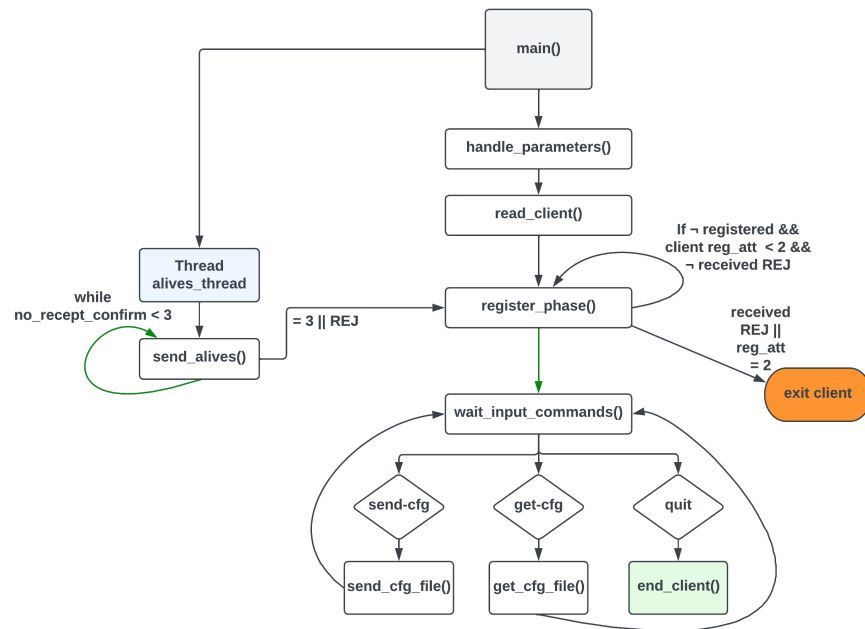 main()
handle_parameters()
read_client()
If ¬ registered &&
client reg_att < 2 &&
¬ received REJ
Thread
alives_thread
while
no_recept_confirm < 3
register_phase()
= 3 || REJ
received
REJ ||
reg_att
= 2
send_alives()
exit client
wait_input_commands()
send-cfg
get-cfg
quit
send_cfg_file()
get_cfg_file()
end_client()